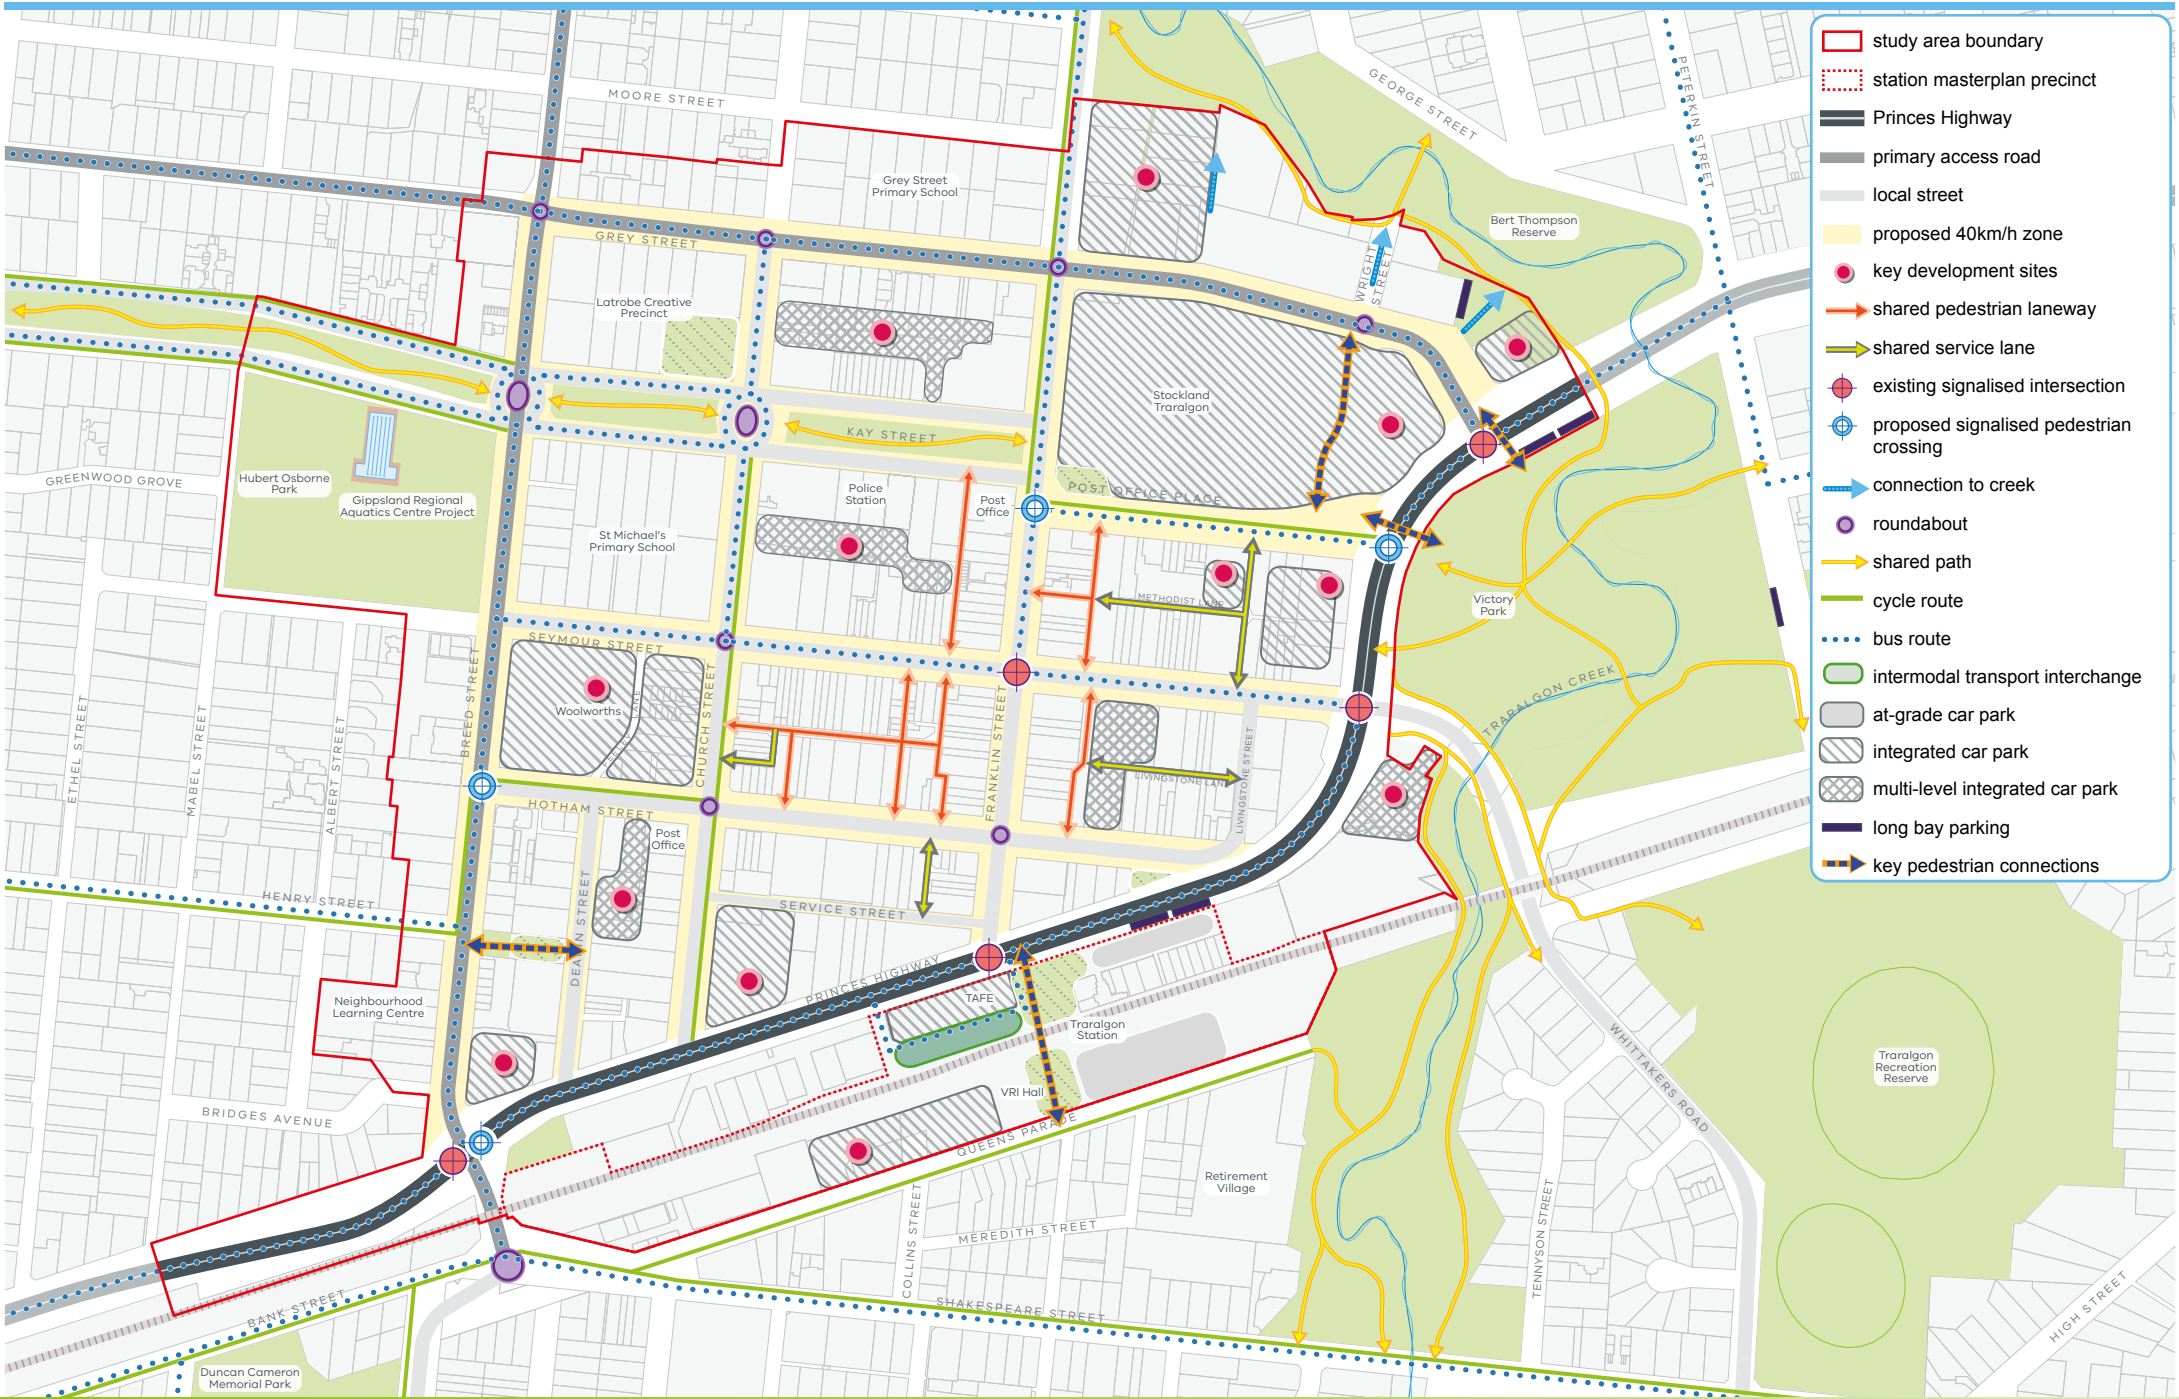 MOORE STREET
GEORGE STREET
PETERKIN STREET
study area boundary
station masterplan precinct
Princes Highway
primary access road
local street
proposed 40km/h zone
key development sites
shared pedestrian laneway
shared service lane
existing signalised intersection
proposed signalised pedestrian
crossing
connection to creek
roundabout
shared path
cycle route
bus route
intermodal transport interchange
at-grade car park
integrated car park
multi-level integrated car park
long bay parking
key pedestrian connections
Grey Street
Primary School
Bert Thompson
Reserve
GREY STREET
WRIGHT
STREET
Latrobe Creative
Precinct
Stockland
Traralgon
KAY STREET
GREENWOOD GROVE
Hubert Osborne
Park
Gippsland Regional
Aquatics Centre Project
Police
Station
Post
Office
POST OFFICE PLACE
St Michael's
Primary School
METHODIST LANE
Victory
Park
SEYMOUR STREET
BREED STREET
Woolworths
CHURCH STREET
FRANKLIN STREET
TRARALGON CREEK
ETHEL STREET
MABEL STREET
ALBERT STREET
LIVINGSTONE LANE
LIVINGSTONE STREET
HOTHAM STREET
Post
Office
HENRY STREET
DEAKIN STREET
SERVICE STREET
PRINCES HIGHWAY
Neighbourhood
Learning Centre
TAFE
Traralgon
Station
WHITTAKERS ROAD
Traralgon
Recreation
Reserve
VRI Hall
BRIDGES AVENUE
QUEENS PARADE
Retirement
Village
COLLINS STREET
MEREDITH STREET
TENNYSON STREET
BANK STREET
SHAKESPEARE STREET
HIGH STREET
Duncan Cameron
Memorial Park